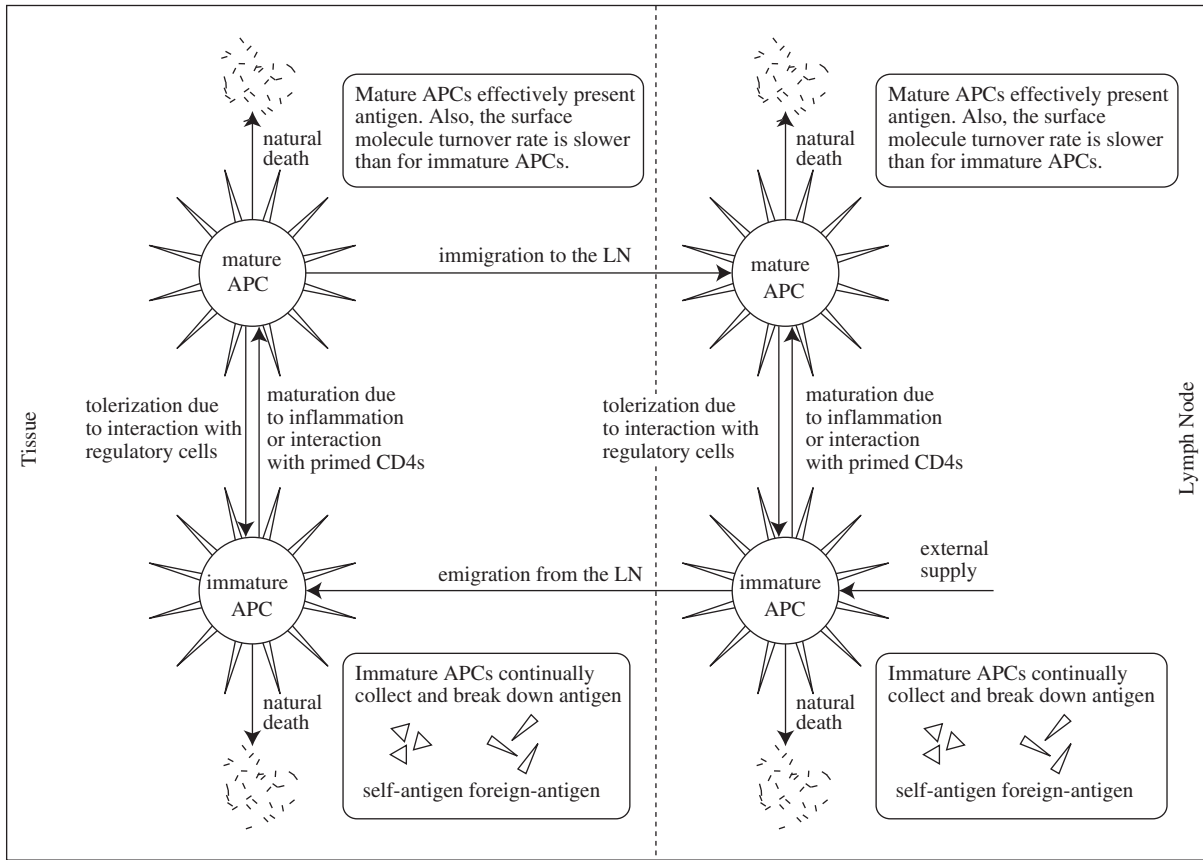 Mature APCs effectively present
antigen. Also, the surface
molecule turnover rate is slower
than for immature APCs.
natural
death
mature
APC
immigration to the LN
Mature APCs effectively present
antigen. Also, the surface
molecule turnover rate is slower
than for immature APCs.
natural
death
mature
APC
Tissue
tolerization due
to interaction with
regulatory cells
maturation due
to inflammation
or interaction
with primed CD4s
tolerization due
to interaction with
regulatory cells
maturation due
to inflammation
or interaction
with primed CD4s
Lymph Node
immature
APC
emigration from the LN
immature
APC
external
supply
natural
death
Immature APCs continually
collect and break down antigen
self-antigen foreign-antigen
natural
death
Immature APCs continually
collect and break down antigen
self-antigen foreign-antigen